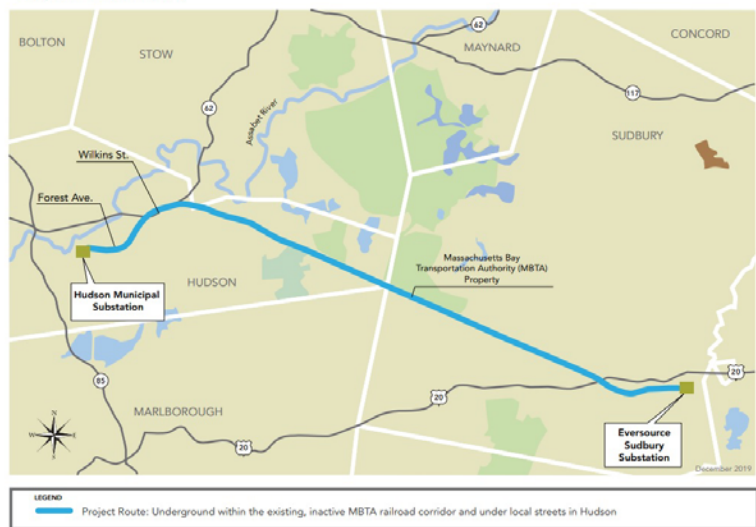 BOLTON
STOW
62
MAYNARD
CONCORD
62
117
Assabet River
SUDBURY
Wilkins St.
Forest Ave.
Massachusetts Bay
Transportation Authority (MBTA)
Property
HUDSON
Hudson Municipal
Substation
85
20
20
20
MARLBOROUGH
20
Eversource
Sudbury
Substation
N
W
E
S
December 2019
LEGEND
Project Route: Underground within the existing, inactive MBTA railroad corridor and under local streets in Hudson